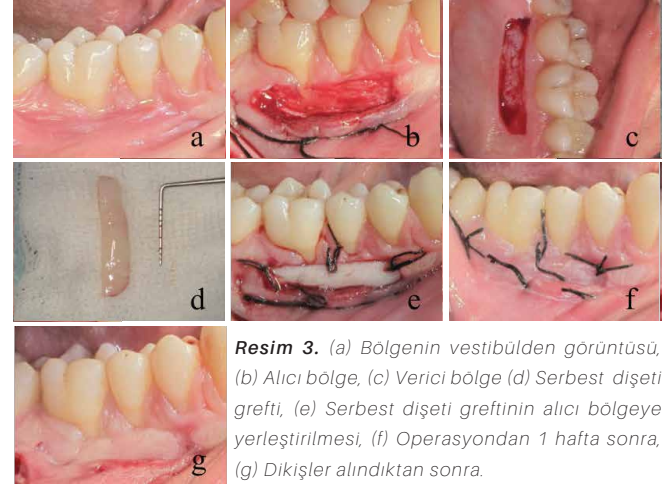 a
b
c
d
e
f
g
Resim 3. (a) Bölgenin vestibülden görüntüsü,
(b) Alıcı bölge, (c) Verici bölge (d) Serbest dişeti
grefti, (e) Serbest dişeti greftinin alıcı bölgeye
yerleştirilmesi, (f) Operasyondan 1 hafta sonra,
(g) Dikişler alındıktan sonra.